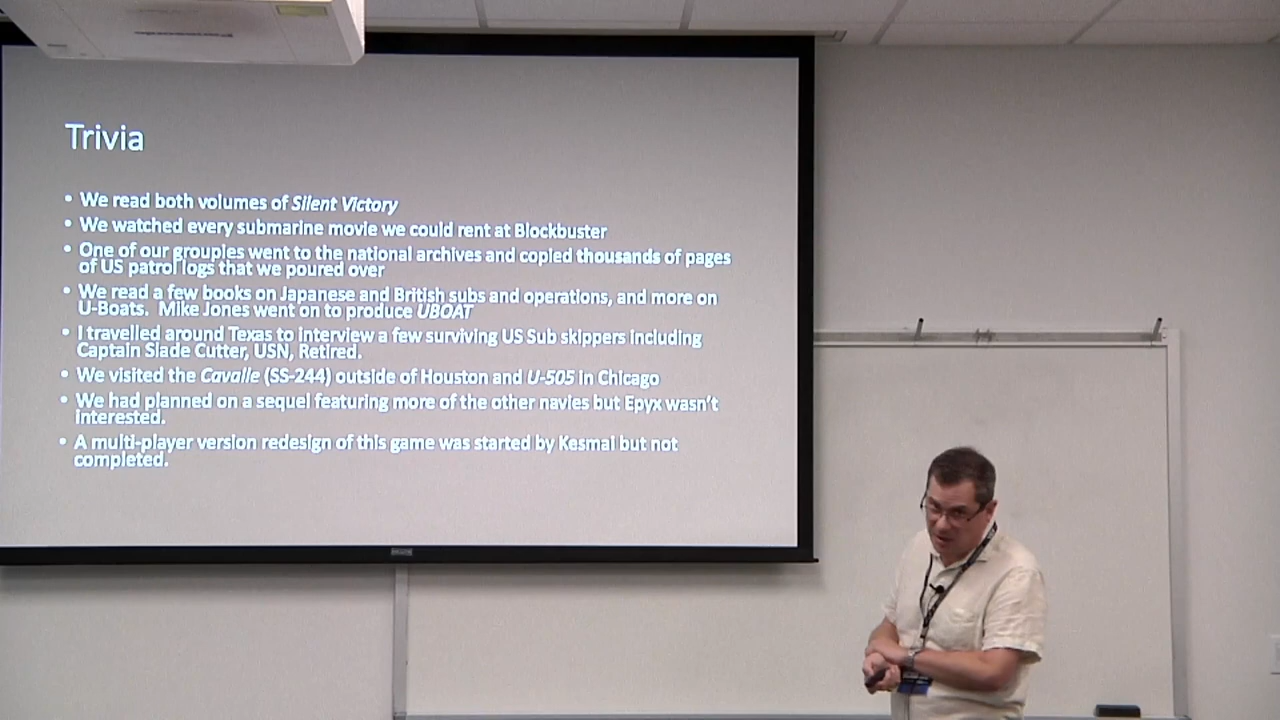 Trivia
• We read both volumes of Silent Victory
• We watched every submarine movie we could rent at Blockbuster
• One of our groupies went to the national archives and copied thousands of pages
of US patrol logs that we poured over
• We read a few books on Japanese and British subs and operations, and more on
U-Boats. Mike Jones went on to produce UBOAT
• I travelled around Texas to interview a few surviving US Sub skippers including
Captain Slade Cutter, USN, Retired.
• We visited the Cavalle (SS-244) outside of Houston and U-505 in Chicago
• We had planned on a sequel featuring more of the other navies but Epyx wasn't
interested.
• A multi-player version redesign of this game was started by Kesmai but not
completed.